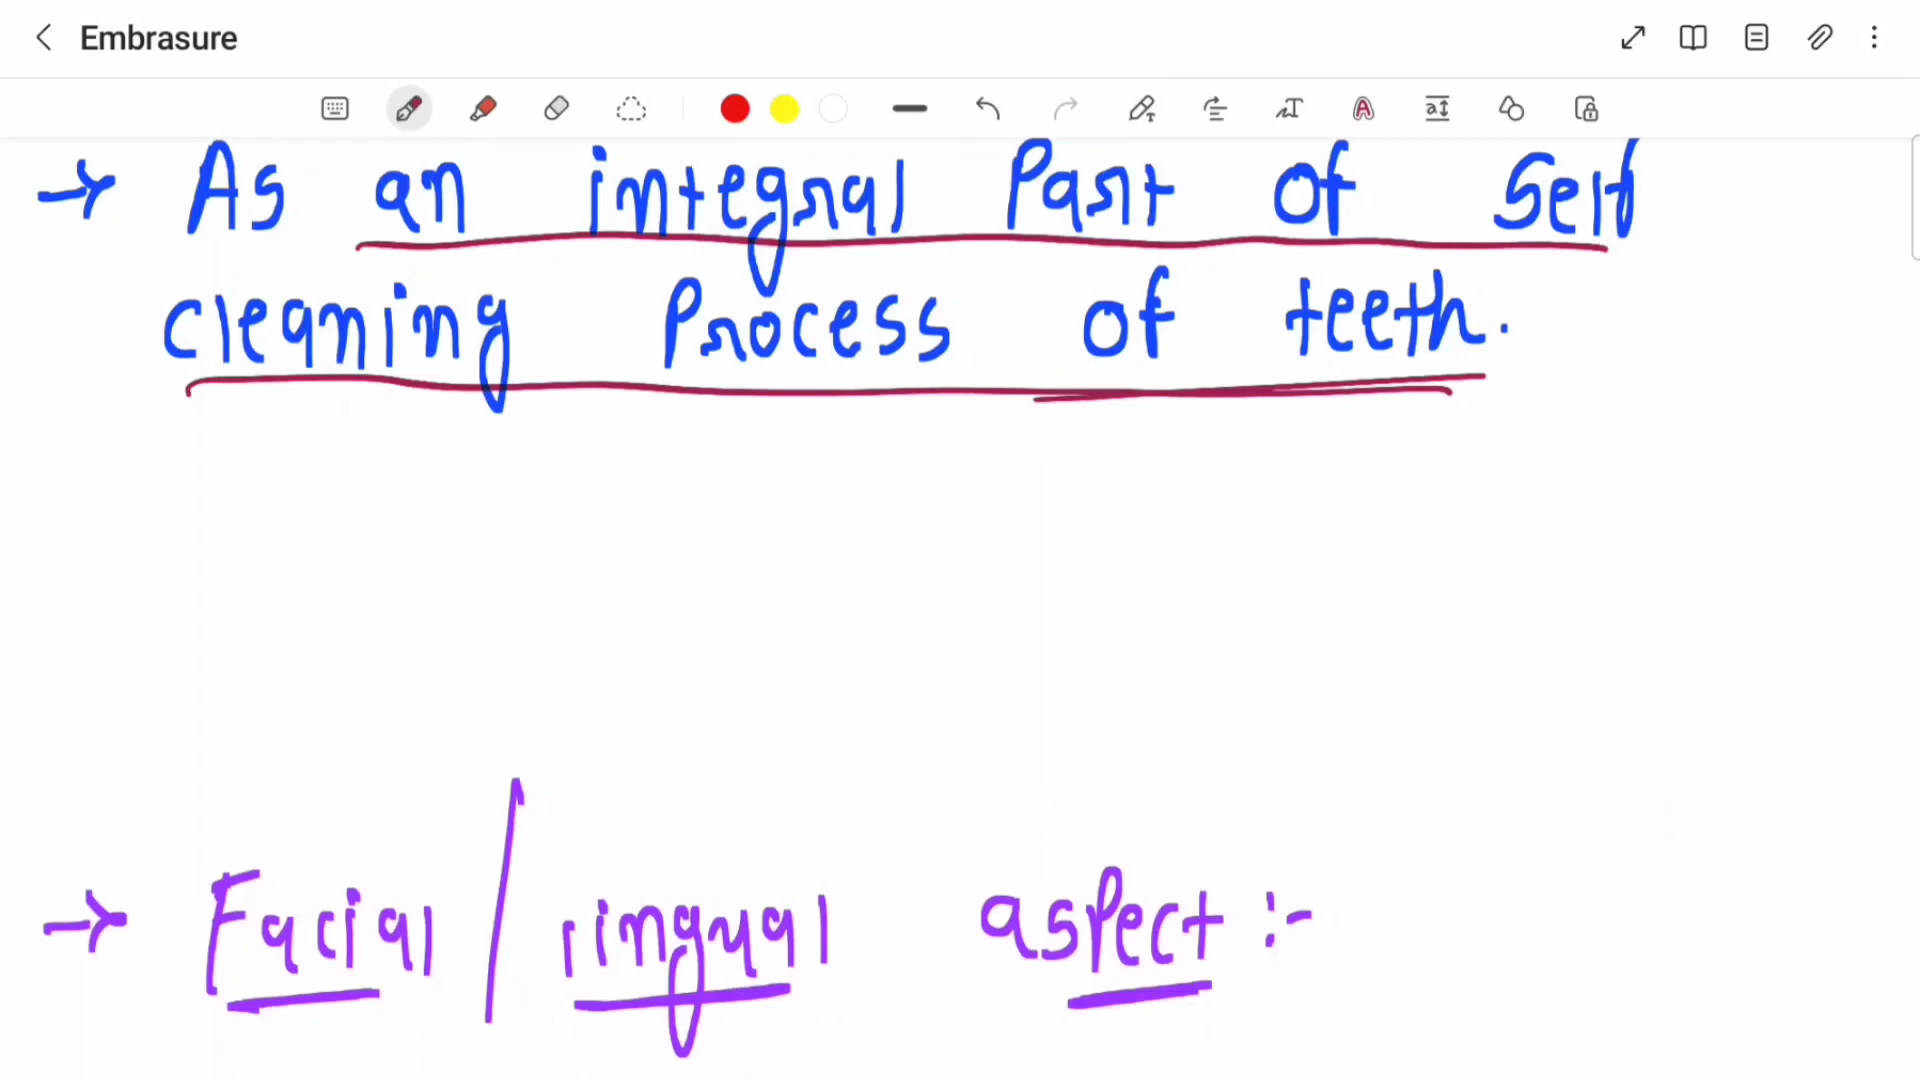 Embrasure
→ As an integral Part of Self
cleaning Process of teeth.
→ Facial / lingual aspect :-